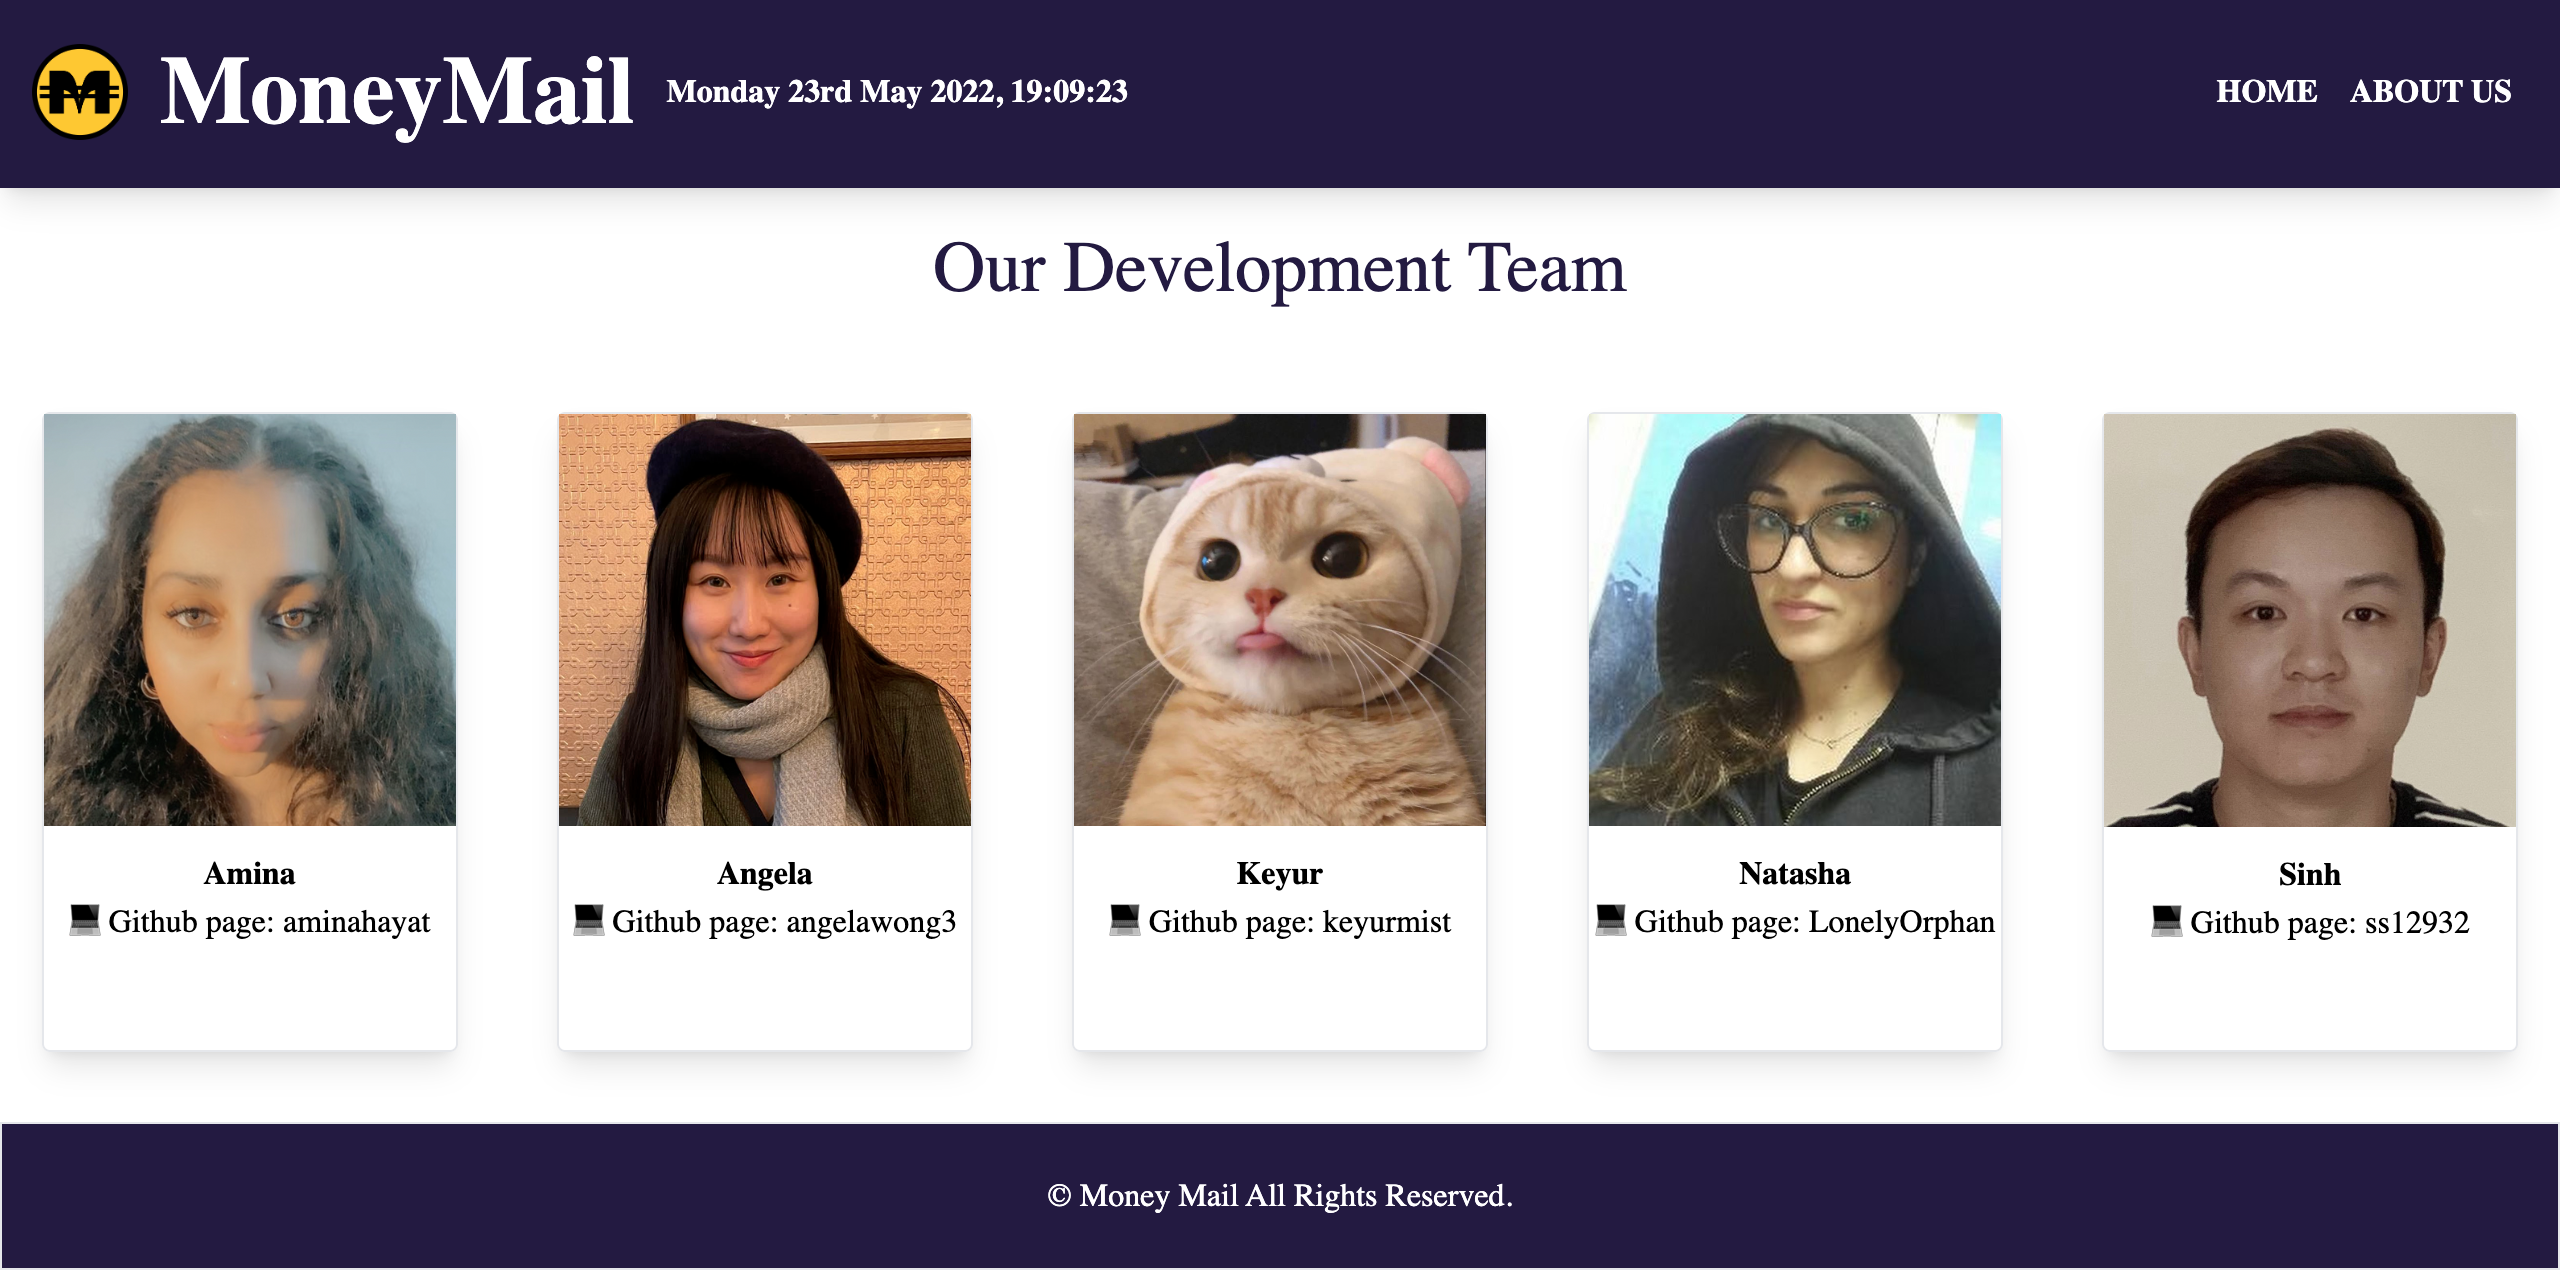 M
MoneyMail
Monday 23rd May 2022, 19:09:23
HOME
ABOUT US
Our Development Team
Amina
💻 Github page: aminahayat
Angela
💻 Github page: angelawong3
Keyur
💻 Github page: keyurmist
Natasha
💻 Github page: LonelyOrphan
Sinh
💻 Github page: ss12932
© Money Mail All Rights Reserved.